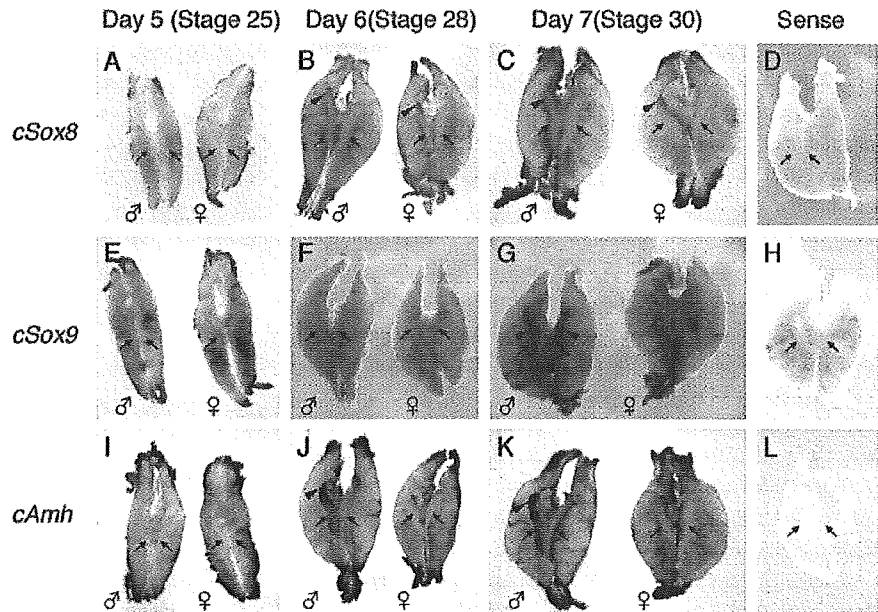 Day 5 (Stage 25) Day 6(Stage 28) Day 7(Stage 30) Sense
A B C D
cSox8
♂ ♀ ♂ ♀ ♂ ♀
E F G H
cSox9
♂ ♀ ♂ ♀ ♂ ♀
I J K L
cAmh
♂ ♀ ♂ ♀ ♂ ♀